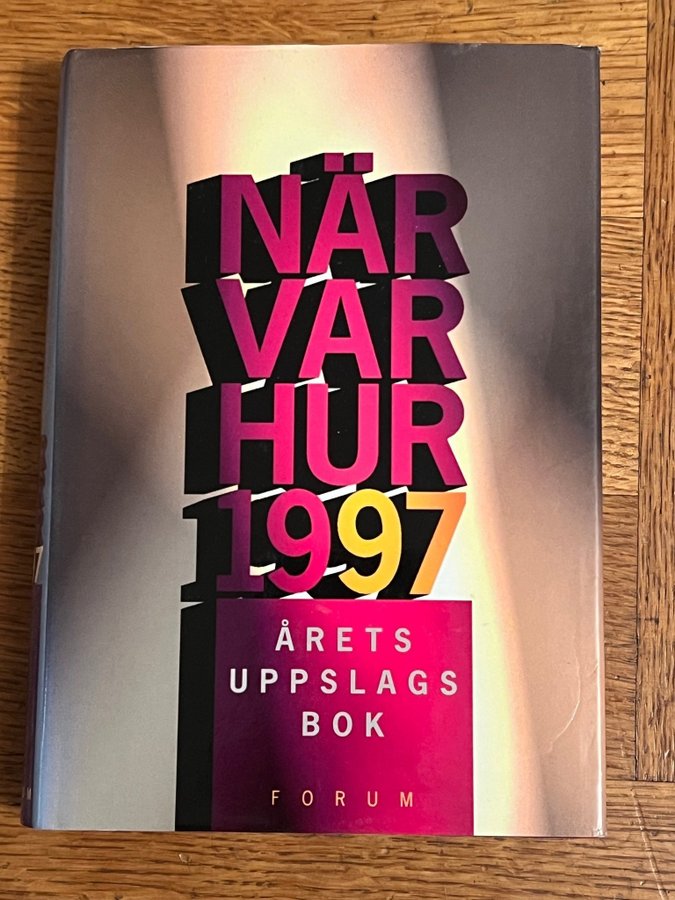 NÄR
VAR
HUR
1997
ÅRETS
UPPSLAGS
BOK
FORUM